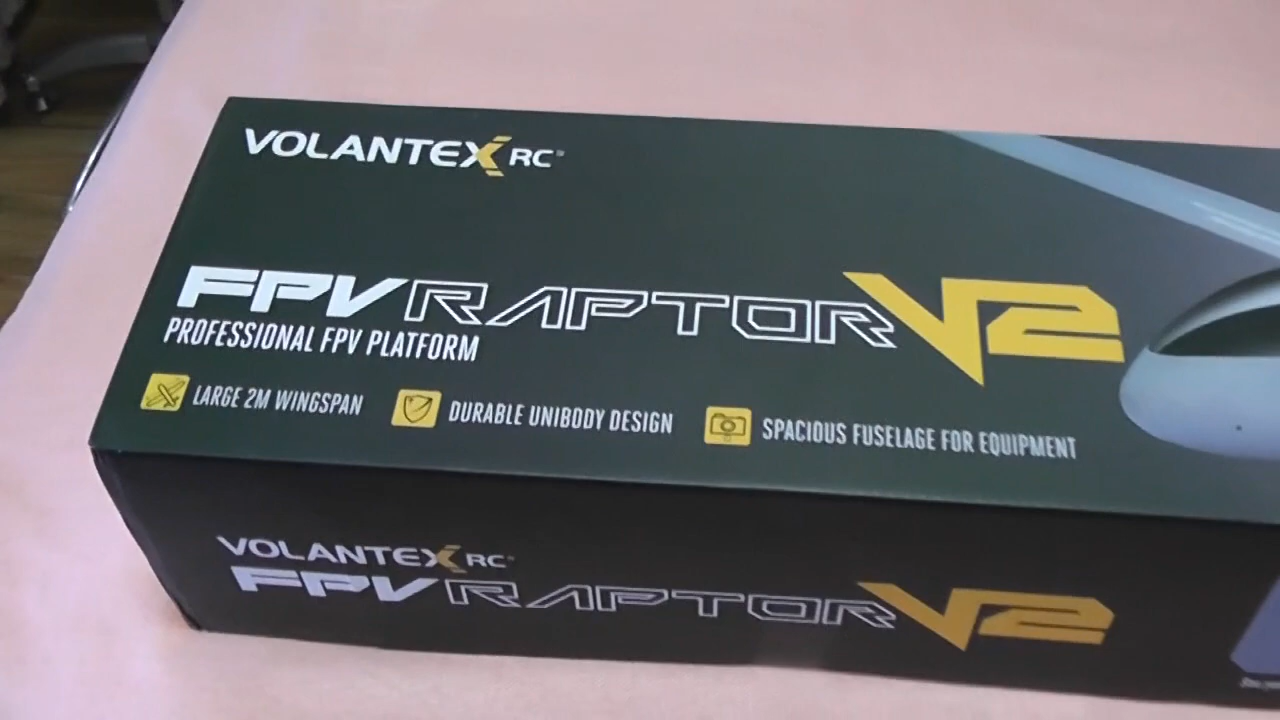 VOLANTEX RC®
FPV RAPTOR V2
PROFESSIONAL FPV PLATFORM
LARGE 2M WINGSPAN DURABLE UNIBODY DESIGN SPACIOUS FUSELAGE FOR EQUIPMENT
VOLANTEX RC
FPV RAPTOR V2